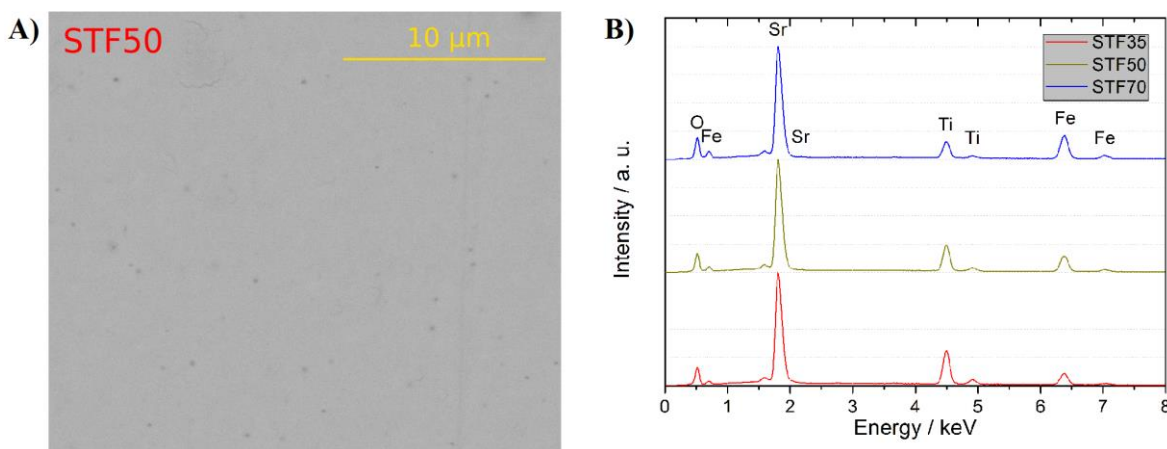 A)
STF50
10 µm
B)
Sr
STF35
STF50
STF70
O
Fe
Sr
Ti
Ti
Fe
Fe
Intensity / a. u.
0 1 2 3 4 5 6 7 8
Energy / keV